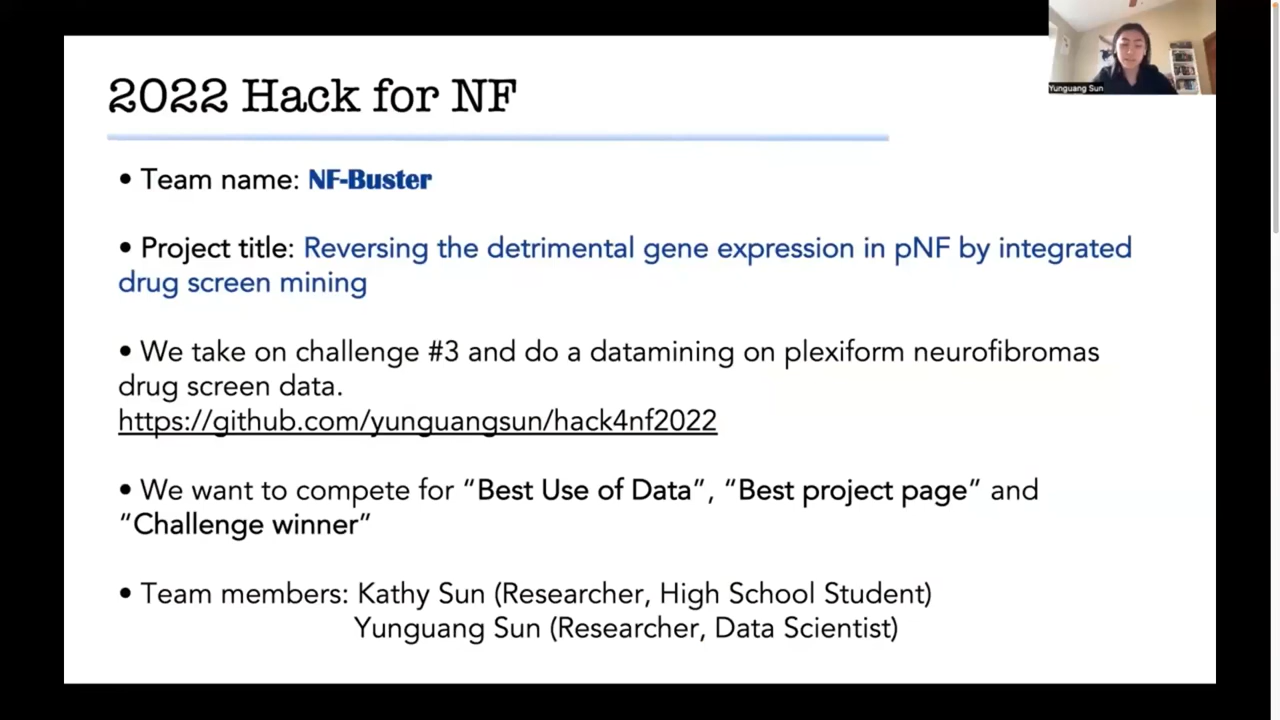 Yunguang Sun
2022 Hack for NF
• Team name: NF-Buster
• Project title: Reversing the detrimental gene expression in pNF by integrated
drug screen mining
• We take on challenge #3 and do a datamining on plexiform neurofibromas
drug screen data.
https://github.com/yunguangsun/hack4nf2022
• We want to compete for “Best Use of Data”, “Best project page” and
“Challenge winner”
• Team members: Kathy Sun (Researcher, High School Student)
Yunguang Sun (Researcher, Data Scientist)